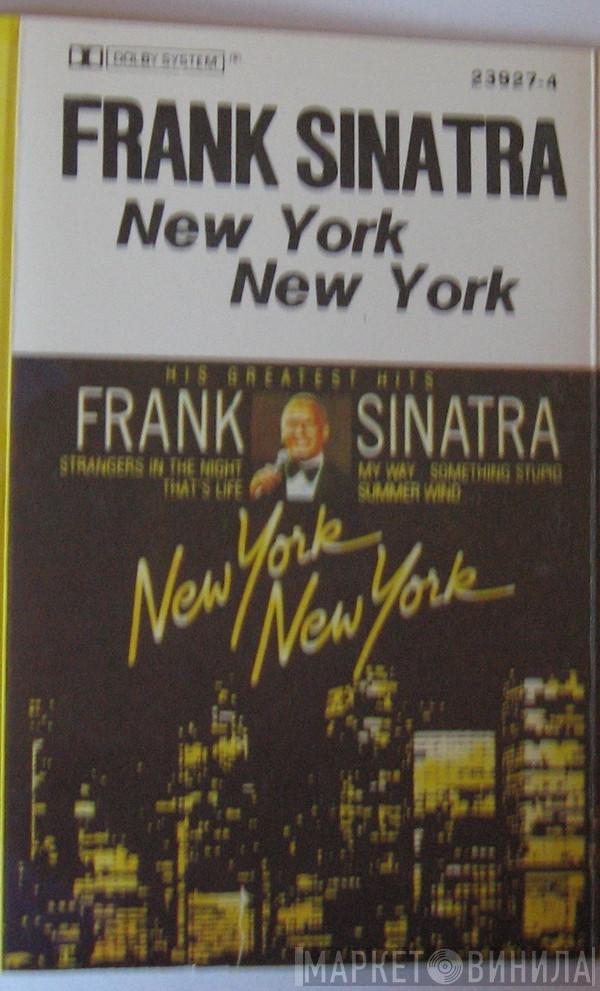 DOLBY SYSTEM ®
23927-4
FRANK SINATRA
New York
New York
HIS GREATEST HITS
FRANK SINATRA
STRANGERS IN THE NIGHT
THAT'S LIFE
MY WAY SOMETHING STUPID
SUMMER WIND
New York
New York
МАРКЕТ ВИНИЛА